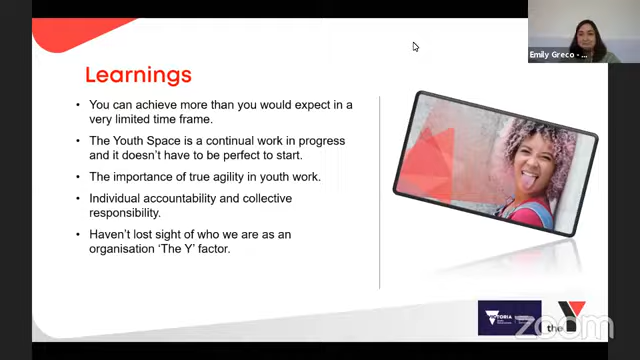 Emily Greco - ...
Learnings
• You can achieve more than you would expect in a
very limited time frame.
• The Youth Space is a continual work in progress
and it doesn't have to be perfect to start.
• The importance of true agility in youth work.
• Individual accountability and collective
responsibility.
• Haven't lost sight of who we are as an
organisation 'The Y' factor.
VICTORIA
the
zoom